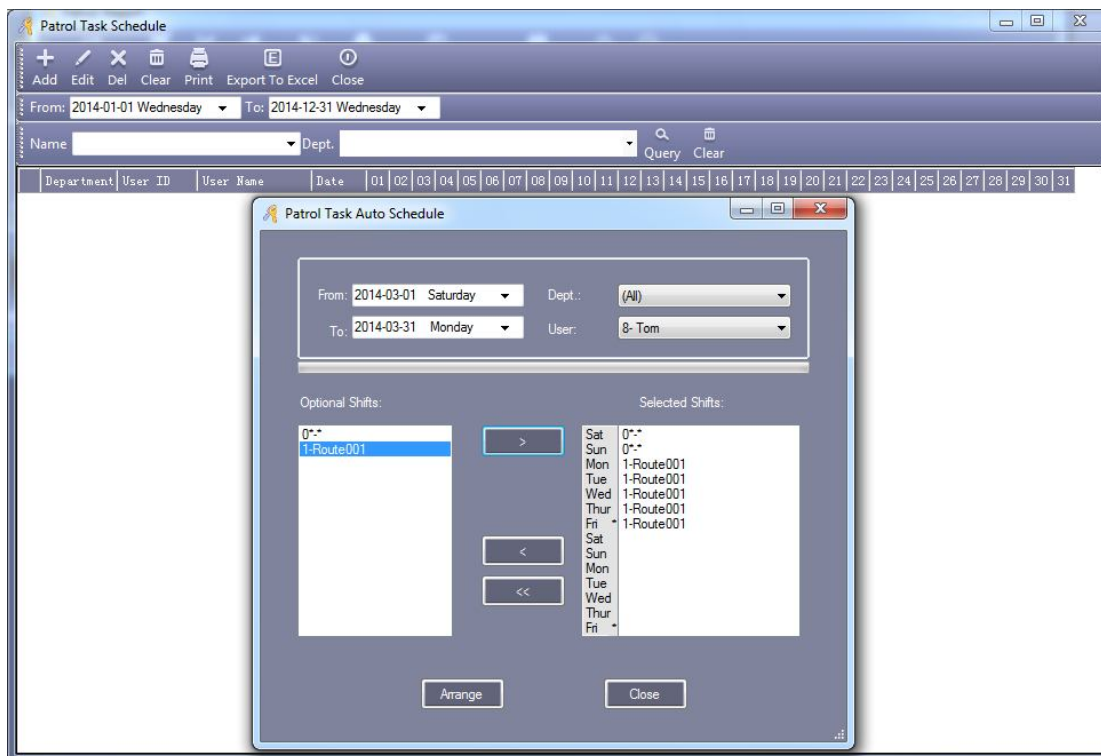 Patrol Task Schedule
Add Edit Del Clear Print Export To Excel Close
From: 2014-01-01 Wednesday To: 2014-12-31 Wednesday
Name Dept. Query Clear
Department User ID User Name Date 01 02 03 04 05 06 07 08 09 10 11 12 13 14 15 16 17 18 19 20 21 22 23 24 25 26 27 28 29 30 31
Patrol Task Auto Schedule
From: 2014-03-01 Saturday Dept.: (All)
To: 2014-03-31 Monday User: 8- Tom
Optional Shifts: Selected Shifts:
0*-*
1-Route001
>
<
<<
Sat 0*-*
Sun 0*-*
Mon 1-Route001
Tue 1-Route001
Wed 1-Route001
Thur 1-Route001
Fri * 1-Route001
Sat
Sun
Mon
Tue
Wed
Thur
Fri *
Arrange Close